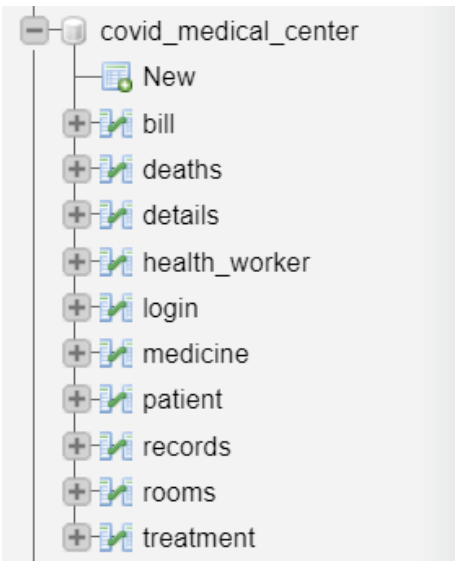 covid_medical_center
New
bill
deaths
details
health_worker
login
medicine
patient
records
rooms
treatment